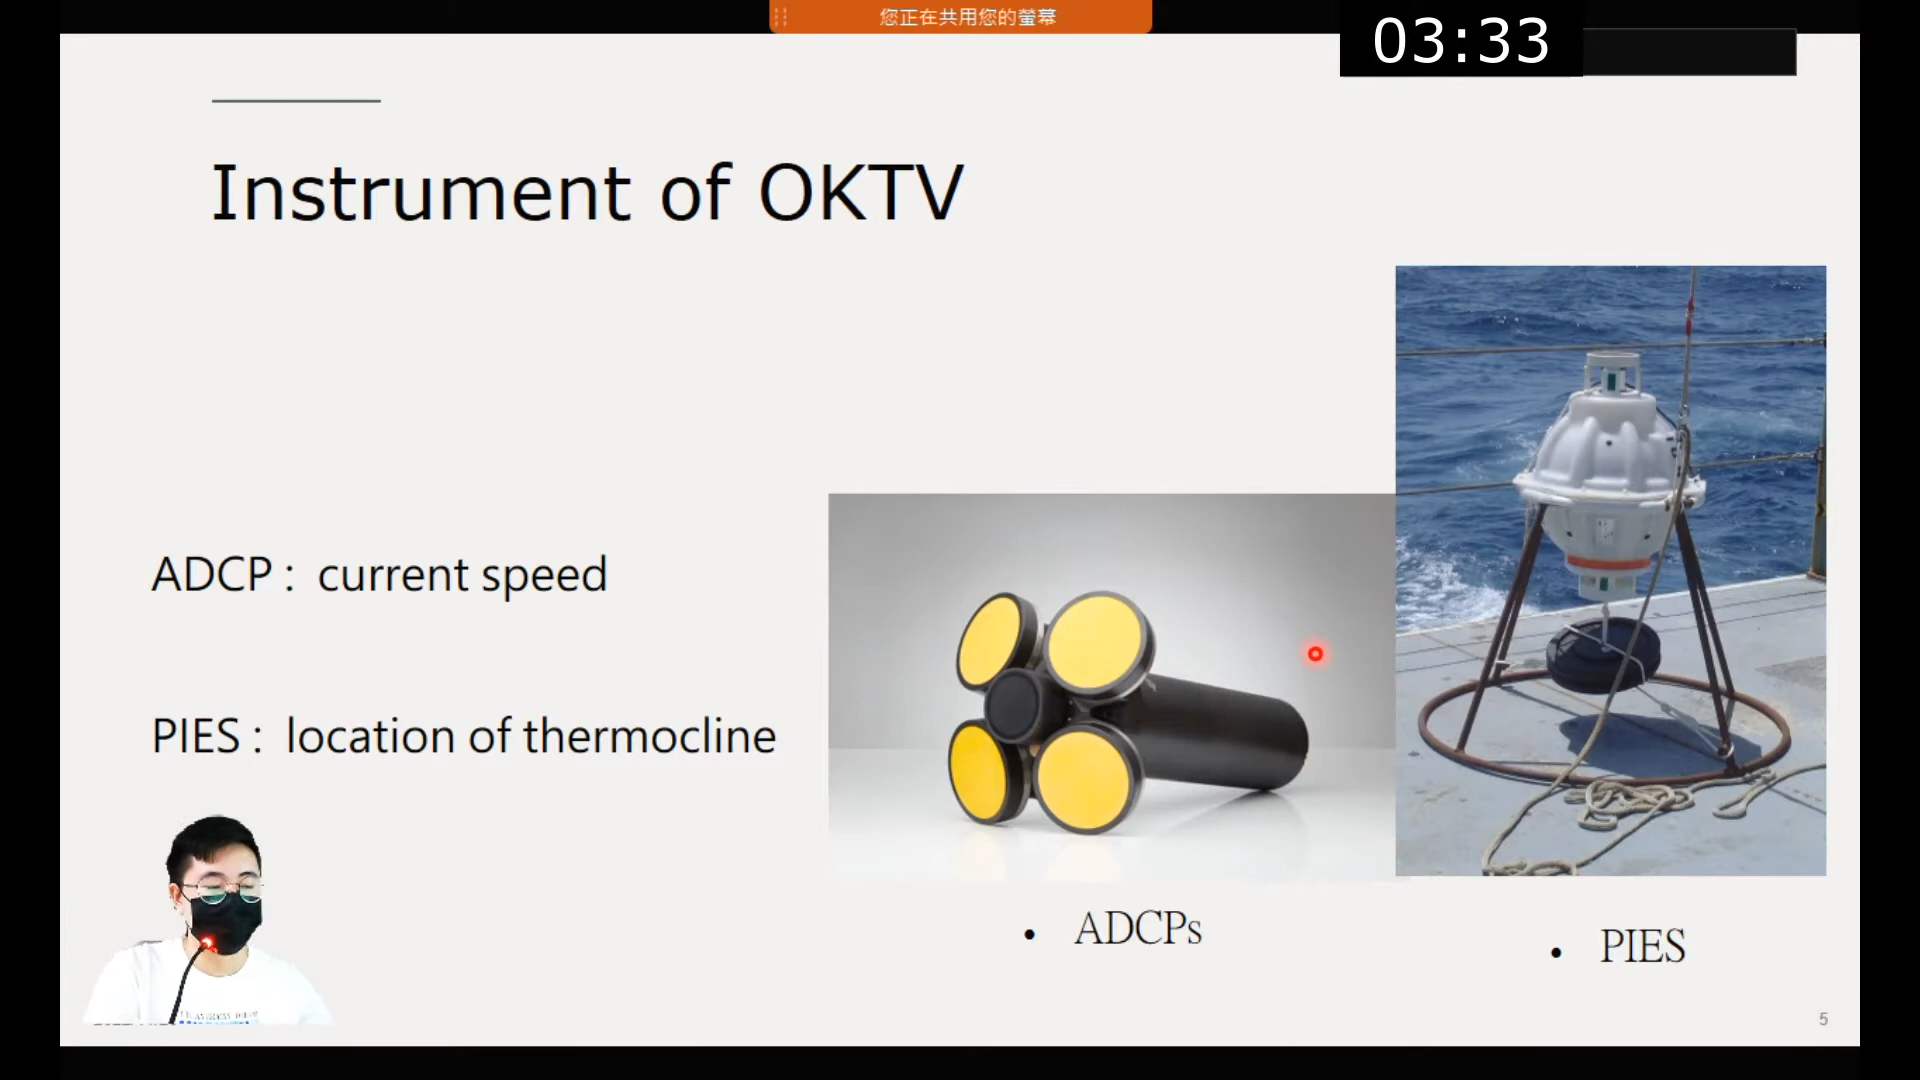 您正在共用您的螢幕
03:33
Instrument of OKTV
ADCP : current speed
PIES : location of thermocline
• ADCPs
• PIES
5